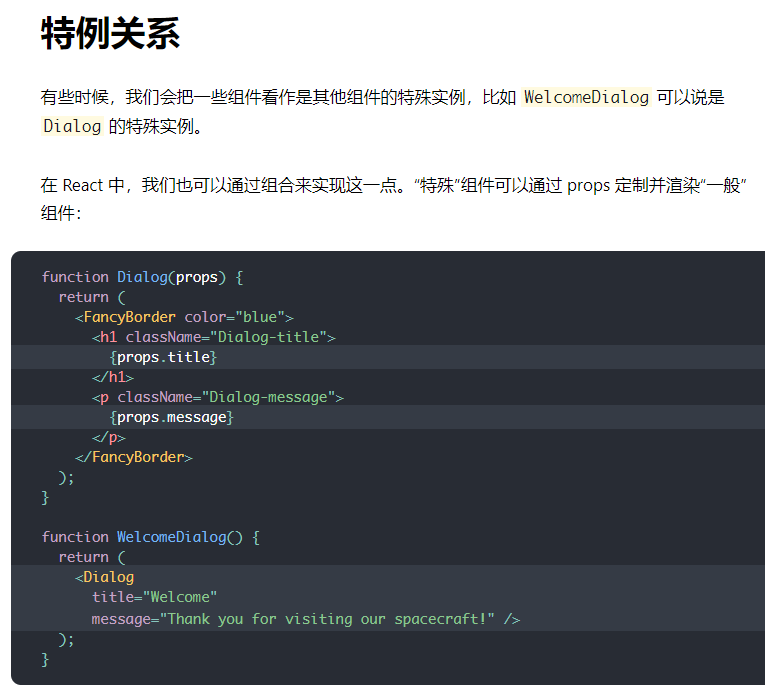 特例关系
有些时候，我们会把一些组件看作是其他组件的特殊实例，比如 WelcomeDialog 可以说是
Dialog 的特殊实例。
在 React 中，我们也可以通过组合来实现这一点。“特殊”组件可以通过 props 定制并渲染“一般”
组件：
function Dialog(props) {
  return (
    <FancyBorder color="blue">
      <h1 className="Dialog-title">
        {props.title}
      </h1>
      <p className="Dialog-message">
        {props.message}
      </p>
    </FancyBorder>
  );
}
function WelcomeDialog() {
  return (
    <Dialog
      title="Welcome"
      message="Thank you for visiting our spacecraft!" />
  );
}